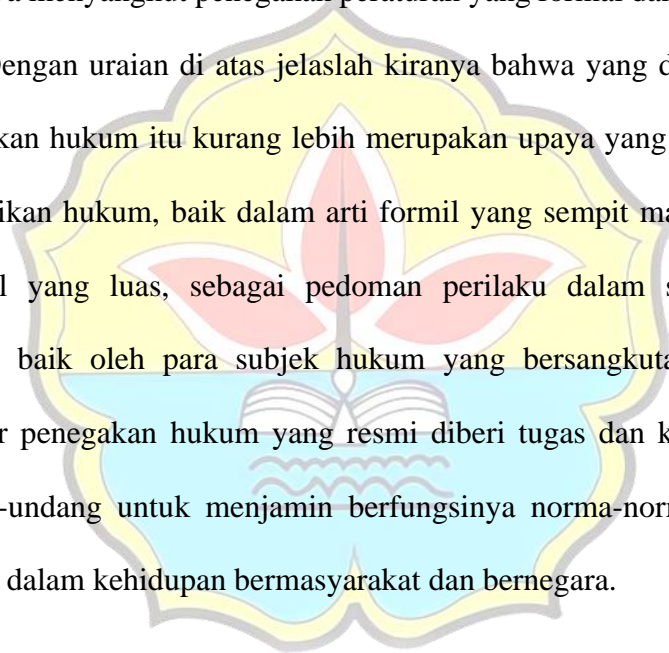 menyangkut penegakan peraturan yang formal dan
Dengan uraian di atas jelaslah kiranya bahwa yang d
kan hukum itu kurang lebih merupakan upaya yang
ikan hukum, baik dalam arti formil yang sempit ma
l yang luas, sebagai pedoman perilaku dalam s
baik oleh para subjek hukum yang bersangkuta
r penegakan hukum yang resmi diberi tugas dan k
-undang untuk menjamin berfungsinya norma-nor
dalam kehidupan bermasyarakat dan bernegara.